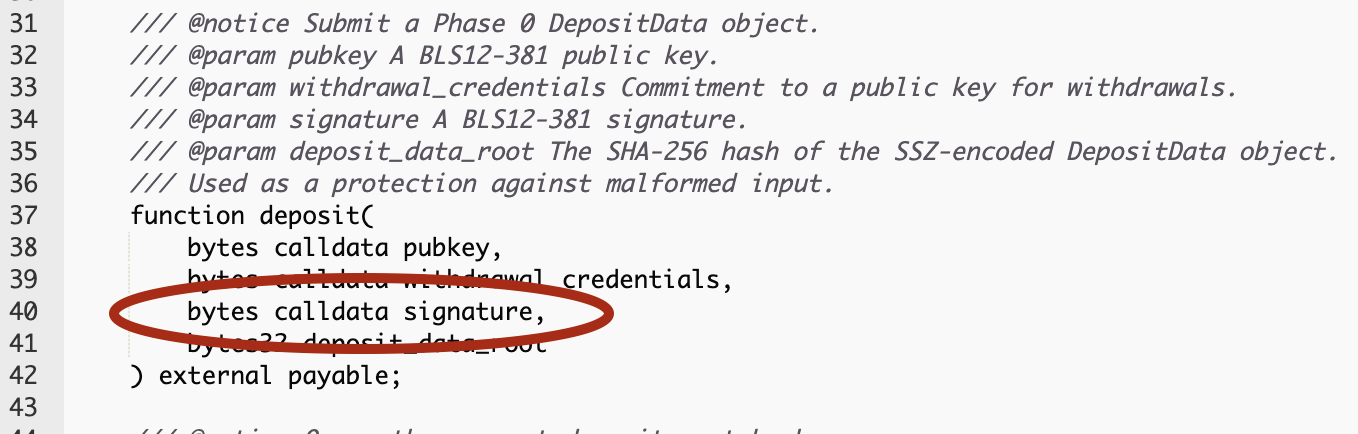 31 /// @notice Submit a Phase 0 DepositData object.
32 /// @param pubkey A BLS12-381 public key.
33 /// @param withdrawal_credentials Commitment to a public key for withdrawals.
34 /// @param signature A BLS12-381 signature.
35 /// @param deposit_data_root The SHA-256 hash of the SSZ-encoded DepositData object.
36 /// Used as a protection against malformed input.
37 function deposit(
38 bytes calldata pubkey,
39 bytes calldata withdrawal_credentials,
40 bytes calldata signature,
41 bytes32 deposit_data_root
42 ) external payable;
43